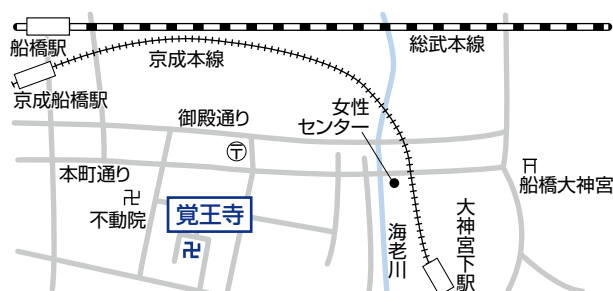 船橋駅
総武本線
京成本線
京成船橋駅
御殿通り
女性
センター
〒
本町通り
卍
不動院
覚王寺
卍
海老川
大神宮下駅
船橋大神宮